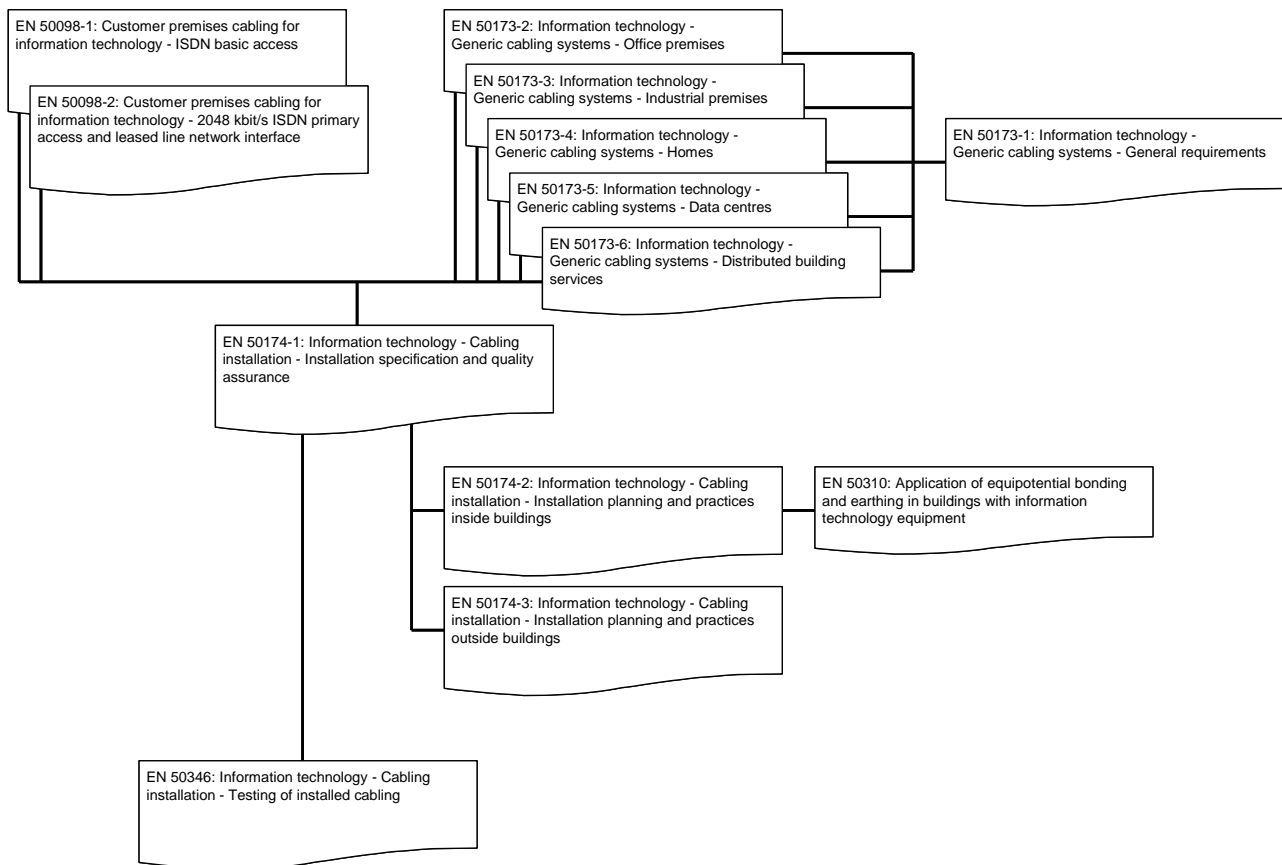 EN 50098-1: Customer premises cabling for
information technology - ISDN basic access
EN 50098-2: Customer premises cabling for
information technology - 2048 kbit/s ISDN primary
access and leased line network interface
EN 50173-2: Information technology -
Generic cabling systems - Office premises
EN 50173-3: Information technology -
Generic cabling systems - Industrial premises
EN 50173-4: Information technology -
Generic cabling systems - Homes
EN 50173-5: Information technology -
Generic cabling systems - Data centres
EN 50173-6: Information technology -
Generic cabling systems - Distributed building
services
EN 50173-1: Information technology -
Generic cabling systems - General requirements
EN 50174-1: Information technology - Cabling
installation - Installation specification and quality
assurance
EN 50174-2: Information technology - Cabling
installation - Installation planning and practices
inside buildings
EN 50310: Application of equipotential bonding
and earthing in buildings with information
technology equipment
EN 50174-3: Information technology - Cabling
installation - Installation planning and practices
outside buildings
EN 50346: Information technology - Cabling
installation - Testing of installed cabling